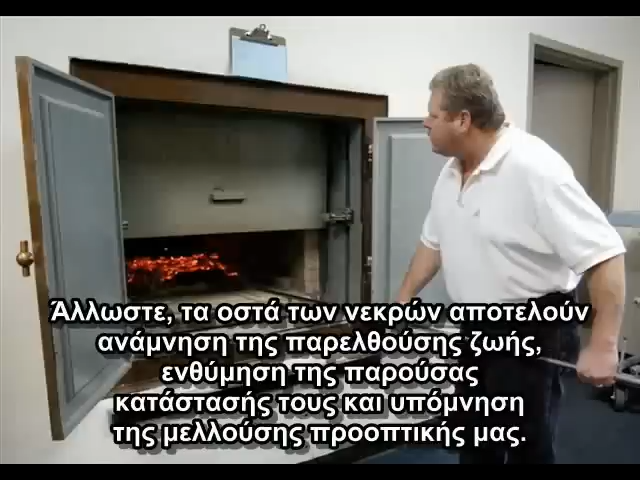 Άλλωστε, τα οστά των νεκρών αποτελούν
ανάμνηση της παρελθούσης ζωής,
ενθύμηση της παρούσας
κατάστασής τους και υπόμνηση
της μελλούσης προοπτικής μας.